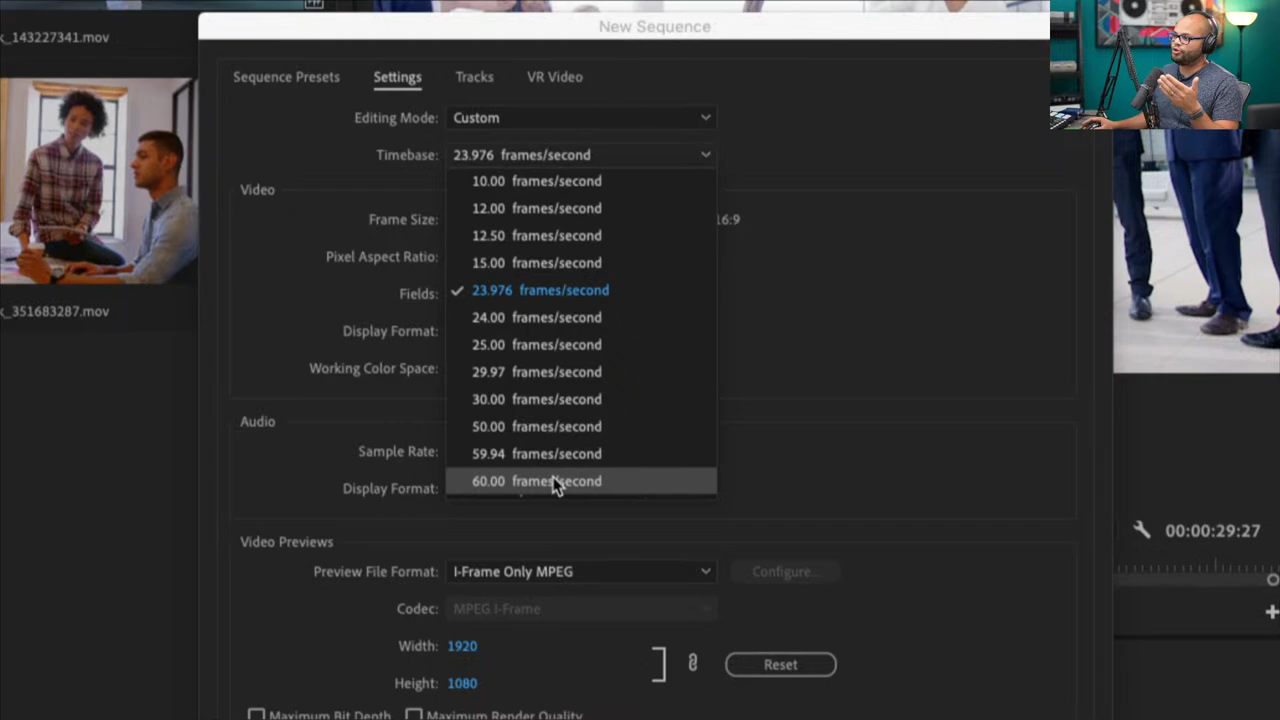 New Sequence
k_143227341.mov
Sequence Presets Settings Tracks VR Video
Editing Mode: Custom
Timebase: 23.976 frames/second
10.00 frames/second
12.00 frames/second
12.50 frames/second
15.00 frames/second
23.976 frames/second
24.00 frames/second
25.00 frames/second
29.97 frames/second
30.00 frames/second
50.00 frames/second
59.94 frames/second
60.00 frames/second
Video
Frame Size: 16:9
Pixel Aspect Ratio:
Fields:
Display Format:
Working Color Space:
k_351683287.mov
Audio
Sample Rate:
Display Format:
Video Previews
Preview File Format: I-Frame Only MPEG Configure...
Codec: MPEG I-Frame
Width: 1920
Height: 1080
Reset
Maximum Bit Depth Maximum Render Quality
00:00:29:27